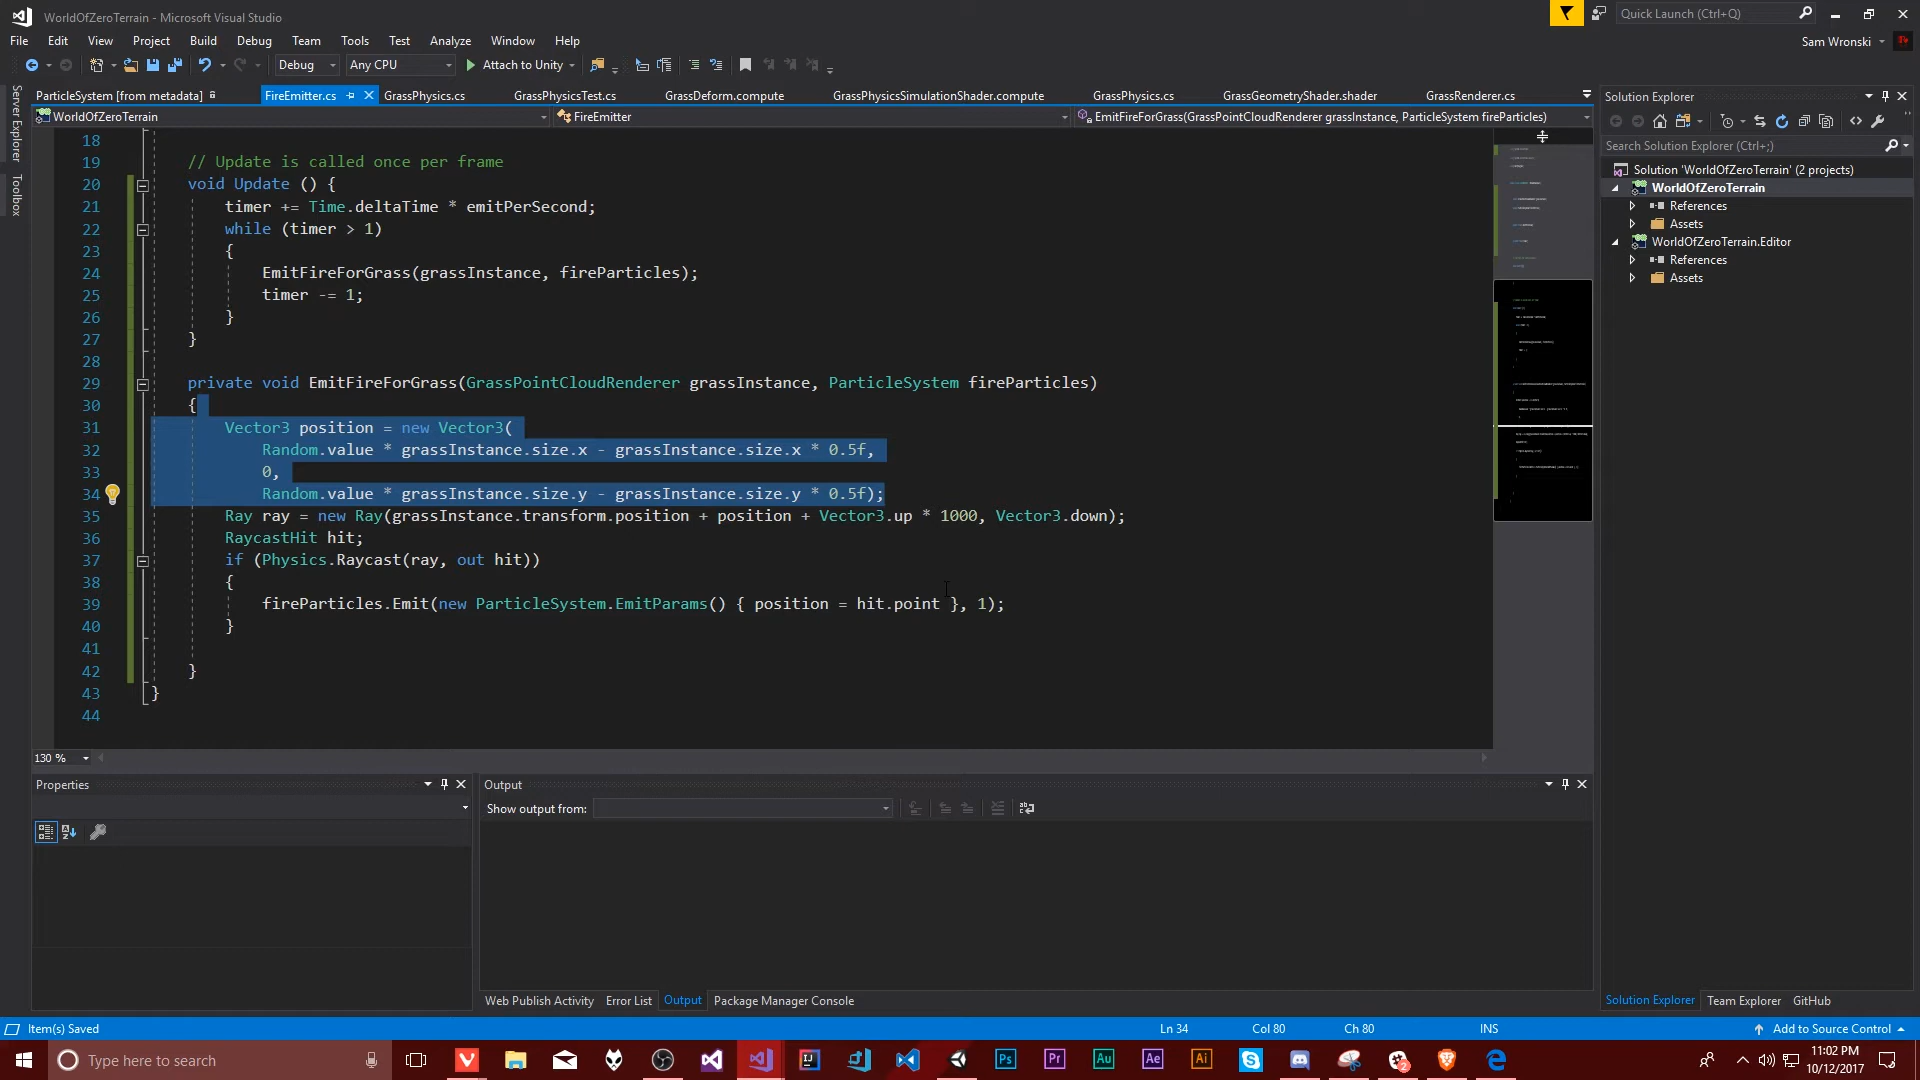 WorldOfZeroTerrain - Microsoft Visual Studio
Quick Launch (Ctrl+Q)
File Edit View Project Build Debug Team Tools Test Analyze Window Help
Sam Wronski
Debug Any CPU Attach to Unity
Server Explorer
Toolbox
ParticleSystem [from metadata] FireEmitter.cs GrassPhysics.cs GrassPhysicsTest.cs GrassDeform.compute GrassPhysicsSimulationShader.compute GrassPhysics.cs GrassGeometryShader.shader GrassRenderer.cs
WorldOfZeroTerrain FireEmitter EmitFireForGrass(GrassPointCloudRenderer grassInstance, ParticleSystem fireParticles)
18
19 // Update is called once per frame
20 void Update () {
21 timer += Time.deltaTime * emitPerSecond;
22 while (timer > 1)
23 {
24 EmitFireForGrass(grassInstance, fireParticles);
25 timer -= 1;
26 }
27 }
28
29 private void EmitFireForGrass(GrassPointCloudRenderer grassInstance, ParticleSystem fireParticles)
30 {
31 Vector3 position = new Vector3(
32 Random.value * grassInstance.size.x - grassInstance.size.x * 0.5f,
33 0,
34 Random.value * grassInstance.size.y - grassInstance.size.y * 0.5f);
35 Ray ray = new Ray(grassInstance.transform.position + position + Vector3.up * 1000, Vector3.down);
36 RaycastHit hit;
37 if (Physics.Raycast(ray, out hit))
38 {
39 fireParticles.Emit(new ParticleSystem.EmitParams() { position = hit.point }, 1);
40 }
41
42 }
43 }
44
130 %
Solution Explorer
Search Solution Explorer (Ctrl+;)
Solution 'WorldOfZeroTerrain' (2 projects)
WorldOfZeroTerrain
References
Assets
WorldOfZeroTerrain.Editor
References
Assets
Properties
Output
Show output from:
Web Publish Activity Error List Output Package Manager Console
Solution Explorer Team Explorer GitHub
Item(s) Saved Ln 34 Col 80 Ch 80 INS Add to Source Control
Type here to search
Ps Pr Au Ae Ai
2
11:02 PM
10/12/2017